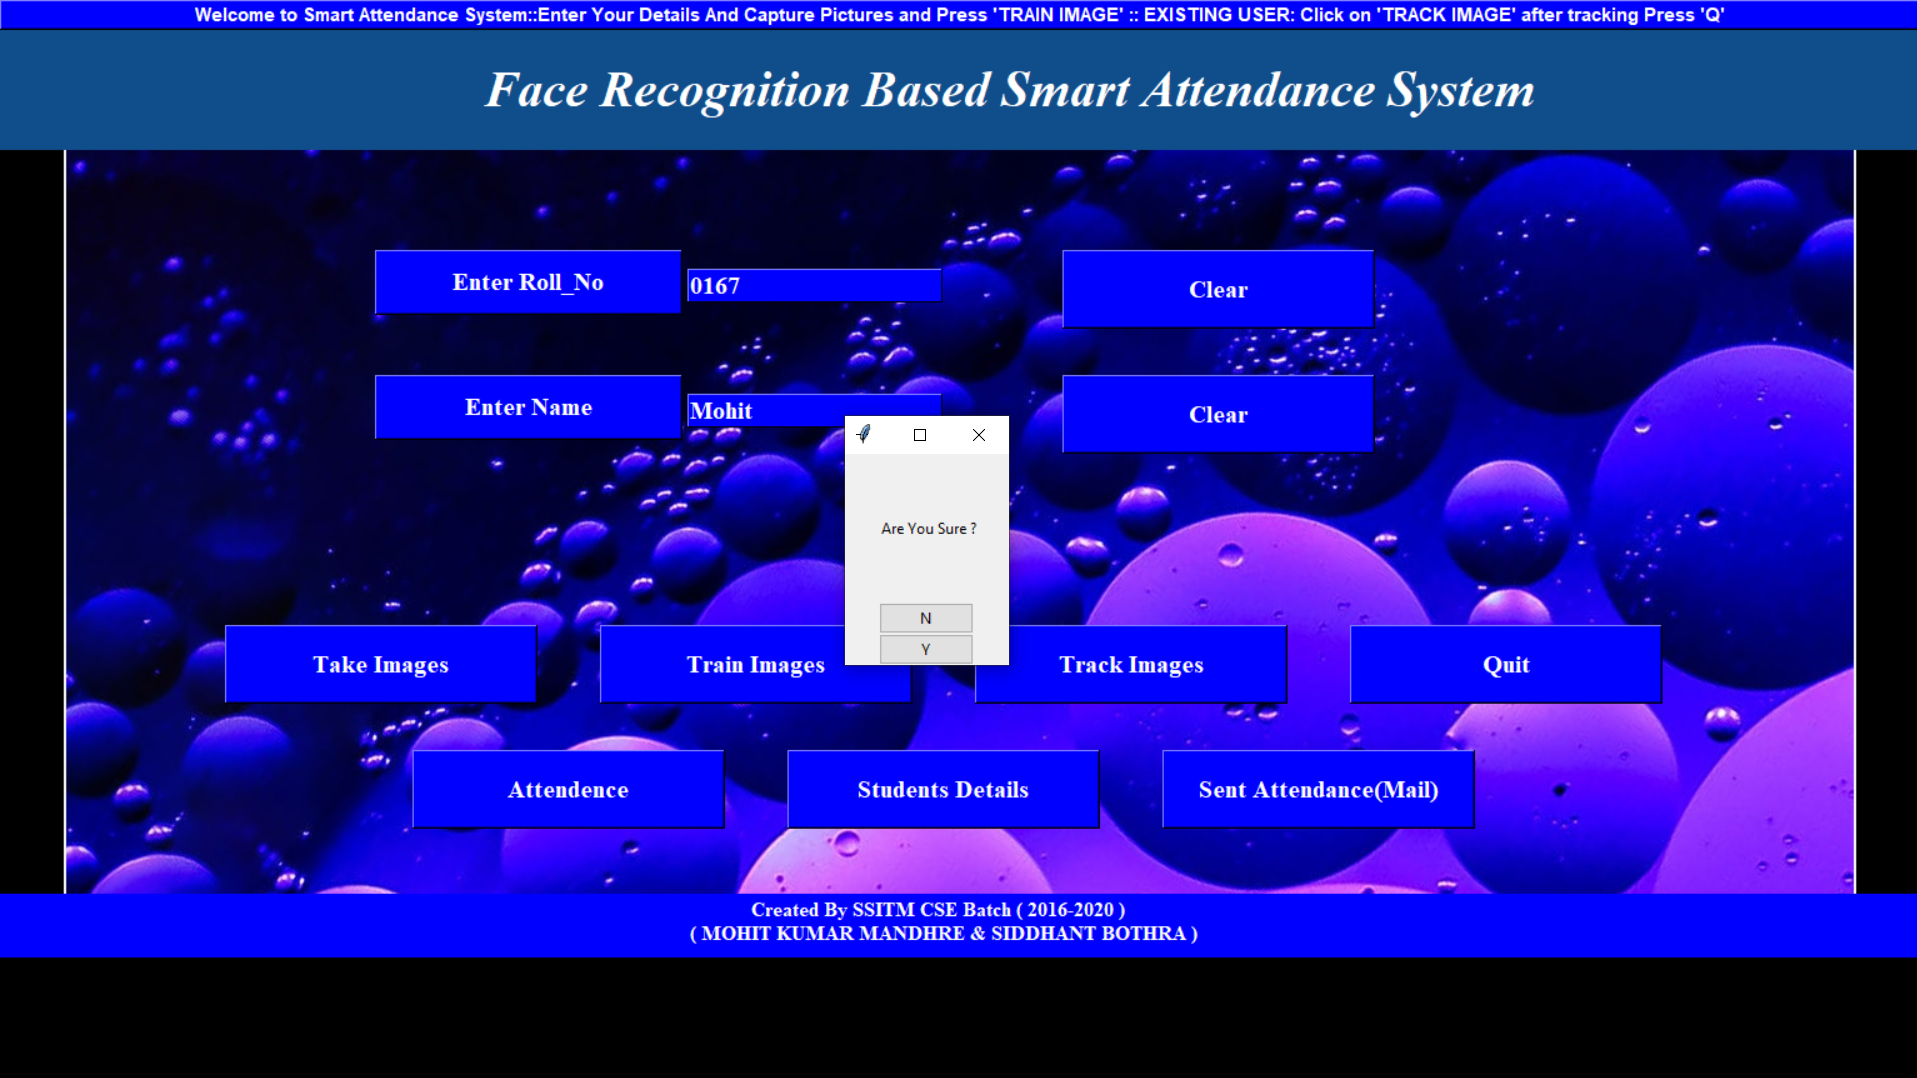 Welcome to Smart Attendance System::Enter Your Details And Capture Pictures and Press 'TRAIN IMAGE' :: EXISTING USER: Click on 'TRACK IMAGE' after tracking Press 'Q'
Face Recognition Based Smart Attendance System
Enter Roll_No
0167
Clear
Enter Name
Mohit
Clear
Are You Sure ?
N
Y
Take Images
Train Images
Track Images
Quit
Attendence
Students Details
Sent Attendance(Mail)
Created By SSITM CSE Batch ( 2016-2020 )
( MOHIT KUMAR MANDHRE & SIDDHANT BOTHRA )